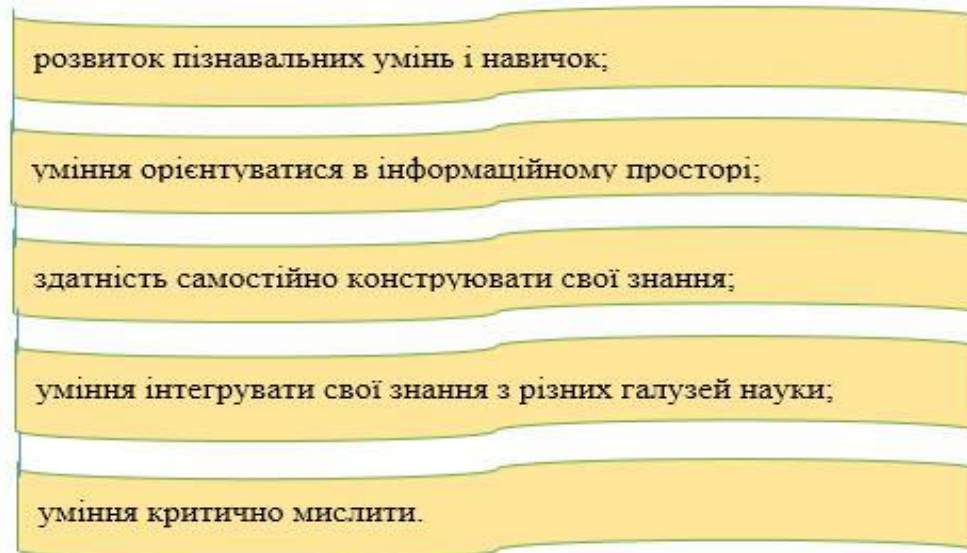 розвиток пізнавальних умінь і навичок;
уміння орієнтуватися в інформаційному просторі;
здатність самостійно конструювати свої знання;
уміння інтегрувати свої знання з різних галузей науки;
уміння критично мислити.